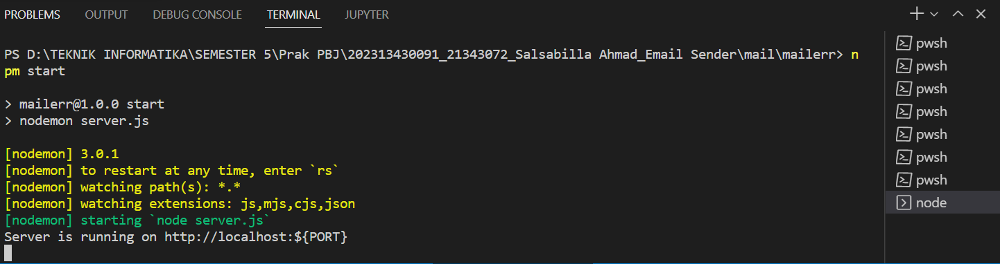 PROBLEMS OUTPUT DEBUG CONSOLE TERMINAL JUPYTER
PS D:\TEKNIK INFORMATIKA\SEMESTER 5\Prak PBJ\202313430091_21343072_Salsabilla Ahmad_Email Sender\mail\mailerr> n
pm start
> mailerr@1.0.0 start
> nodemon server.js
[nodemon] 3.0.1
[nodemon] to restart at any time, enter `rs`
[nodemon] watching path(s): *.*
[nodemon] watching extensions: js,mjs,cjs,json
[nodemon] starting `node server.js`
Server is running on http://localhost:${PORT}
pwsh
pwsh
pwsh
pwsh
pwsh
pwsh
pwsh
node